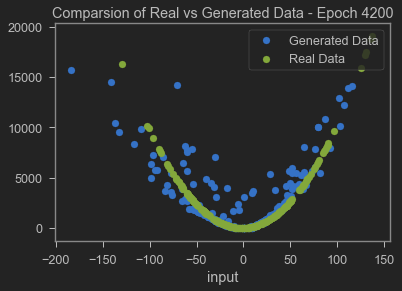 Comparsion of Real vs Generated Data - Epoch 4200
Generated Data
Real Data
20000
15000
10000
5000
0
−200 −150 −100 −50 0 50 100 150
input